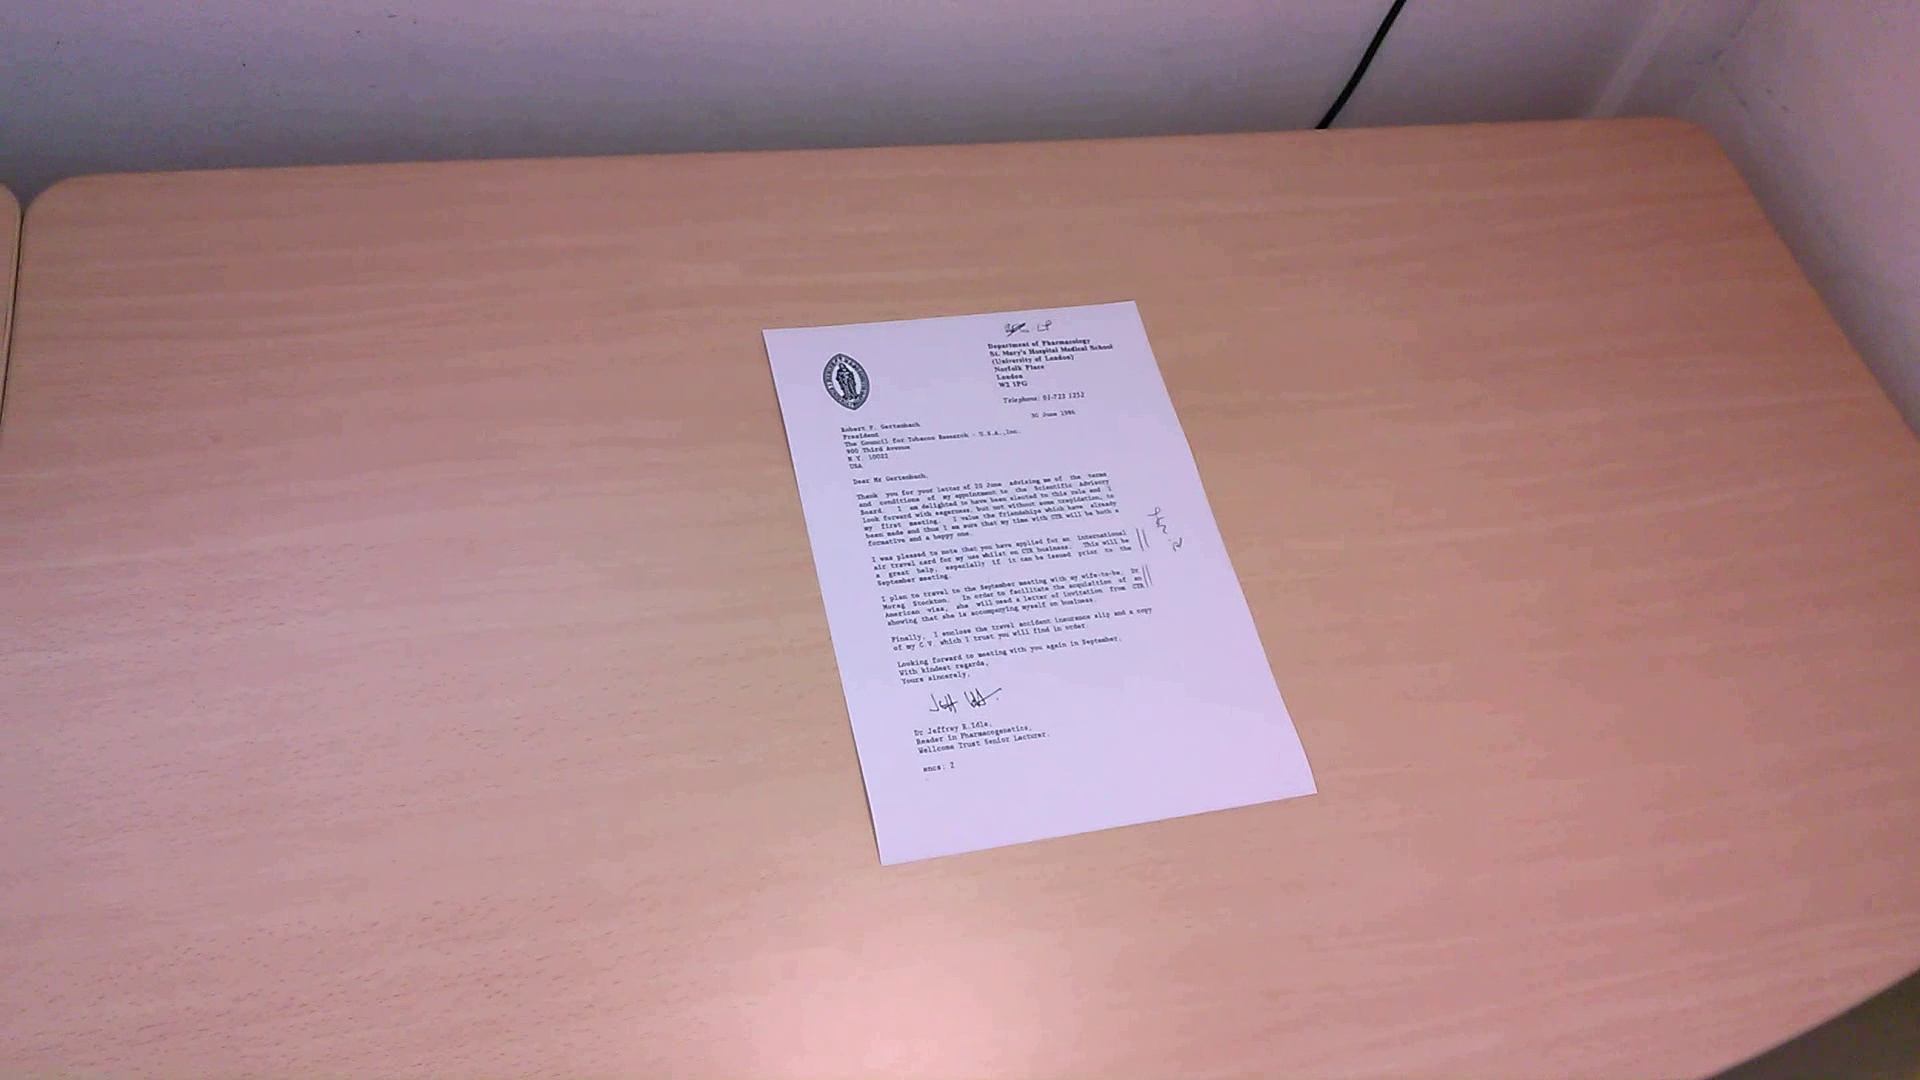 Department of Pharmacology
St. Mary's Hospital Medical School
(University of London)
Norfolk Place
London
W2 1PG
Telephone: 01-723 1252
30 June 1986
Robert F. Gertenbach
President
The Council for Tobacco Research - U.S.A.,Inc.
900 Third Avenue
N Y. 10022
USA
Dear Mr Gertenbach,
Thank you for your letter of 20 June advising me of the terms
and conditions of my appointment to the Scientific Advisory
Board. I am delighted to have been elected to this role and I
look forward with eagerness, but not without some trepidation, to
my first meeting. I value the friendships which have already
been made and thus I am sure that my time with CTR will be both a
formative and a happy one.
I was pleased to note that you have applied for an international
air travel card for my use whilst on CTR business. This will be
a great help, especially if it can be issued prior to the
September meeting.
I plan to travel to the September meeting with my wife-to-be, Dr
Morag Stockton. In order to facilitate the acquisition of an
American visa, she will need a letter of invitation from CTR
showing that she is accompanying myself on business.
Finally, I enclose the travel accident insurance slip and a copy
of my C.V. which I trust you will find in order.
Looking forward to meeting with you again in September.
With kindest regards,
Yours sincerely,
Dr Jeffrey R.Idle,
Reader in Pharmacogenetics,
Wellcome Trust Senior Lecturer.
encs: 2